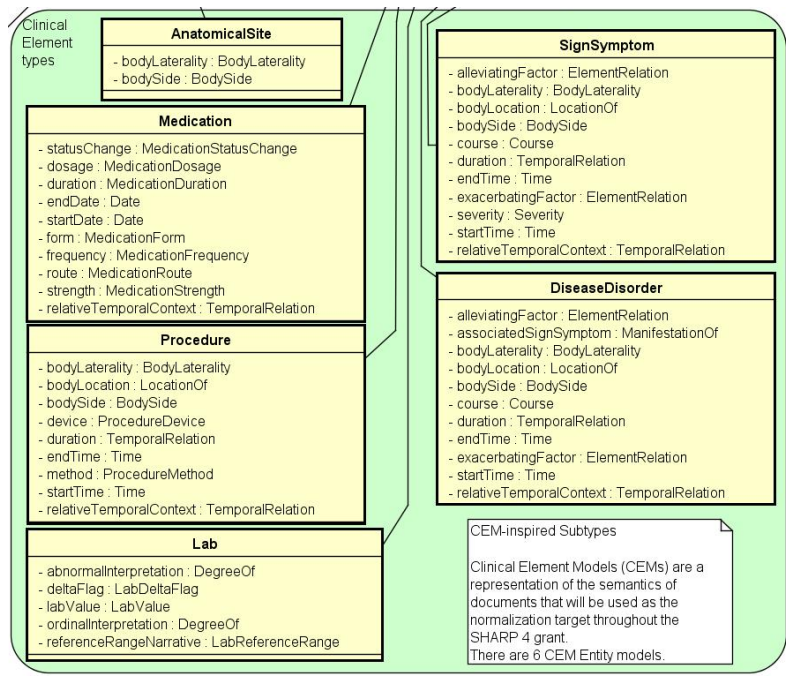 Clinical
Element
types
AnatomicalSite
- bodyLaterality : BodyLaterality
- bodySide : BodySide
Medication
- statusChange : MedicationStatusChange
- dosage : MedicationDosage
- duration : MedicationDuration
- endDate : Date
- startDate : Date
- form : MedicationForm
- frequency : MedicationFrequency
- route : MedicationRoute
- strength : MedicationStrength
- relativeTemporalContext : TemporalRelation
Procedure
- bodyLaterality : BodyLaterality
- bodyLocation : LocationOf
- bodySide : BodySide
- device : ProcedureDevice
- duration : TemporalRelation
- endTime : Time
- method : ProcedureMethod
- startTime : Time
- relativeTemporalContext : TemporalRelation
Lab
- abnormalInterpretation : DegreeOf
- deltaFlag : LabDeltaFlag
- labValue : LabValue
- ordinalInterpretation : DegreeOf
- referenceRangeNarrative : LabReferenceRange
SignSymptom
- alleviatingFactor : ElementRelation
- bodyLaterality : BodyLaterality
- bodyLocation : LocationOf
- bodySide : BodySide
- course : Course
- duration : TemporalRelation
- endTime : Time
- exacerbatingFactor : ElementRelation
- severity : Severity
- startTime : Time
- relativeTemporalContext : TemporalRelation
DiseaseDisorder
- alleviatingFactor : ElementRelation
- associatedSignSymptom : ManifestationOf
- bodyLaterality : BodyLaterality
- bodyLocation : LocationOf
- bodySide : BodySide
- course : Course
- duration : TemporalRelation
- endTime : Time
- exacerbatingFactor : ElementRelation
- startTime : Time
- relativeTemporalContext : TemporalRelation
CEM-inspired Subtypes
Clinical Element Models (CEMs) are a
representation of the semantics of
documents that will be used as the
normalization target throughout the
SHARP 4 grant.
There are 6 CEM Entity models.